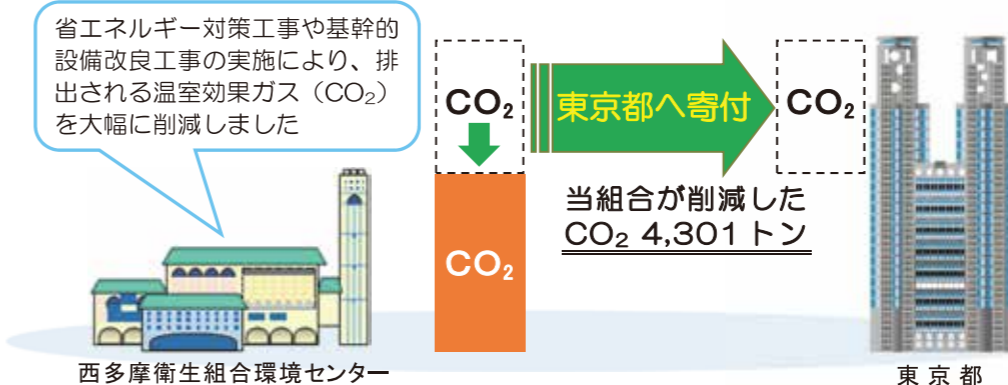 省エネルギー対策工事や基幹的
設備改良工事の実施により、排
出される温室効果ガス（CO₂）
を大幅に削減しました
CO₂
東京都へ寄付
CO₂
当組合が削減した
CO₂ 4,301トン
CO₂
西多摩衛生組合環境センター
東京都